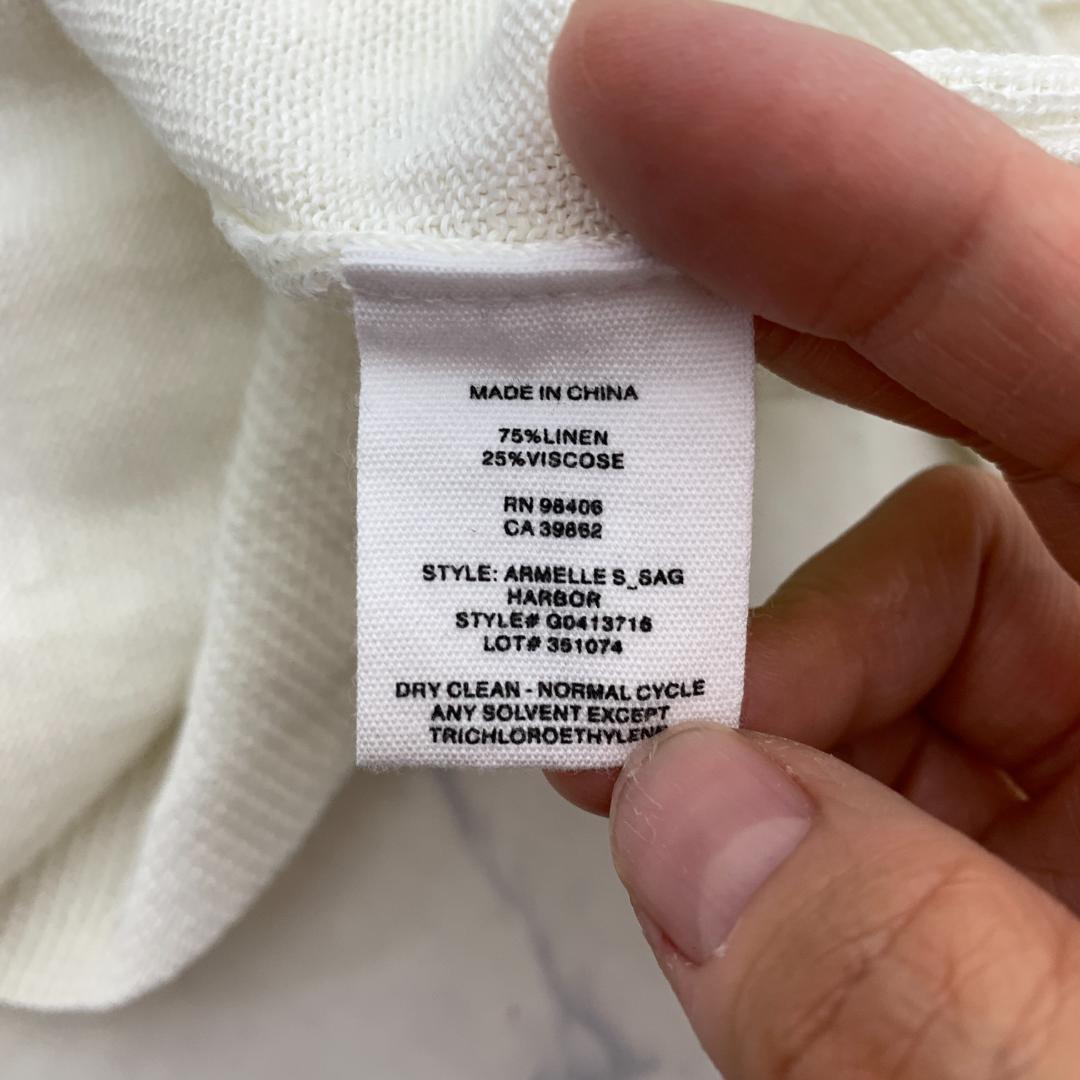 MADE IN CHINA
75%LINEN
25%VISCOSE
RN 98406
CA 39862
STYLE: ARMELLE S_SAG
HARBOR
STYLE# G0413716
LOT# 351074
DRY CLEAN - NORMAL CYCLE
ANY SOLVENT EXCEPT
TRICHLOROETHYLENE